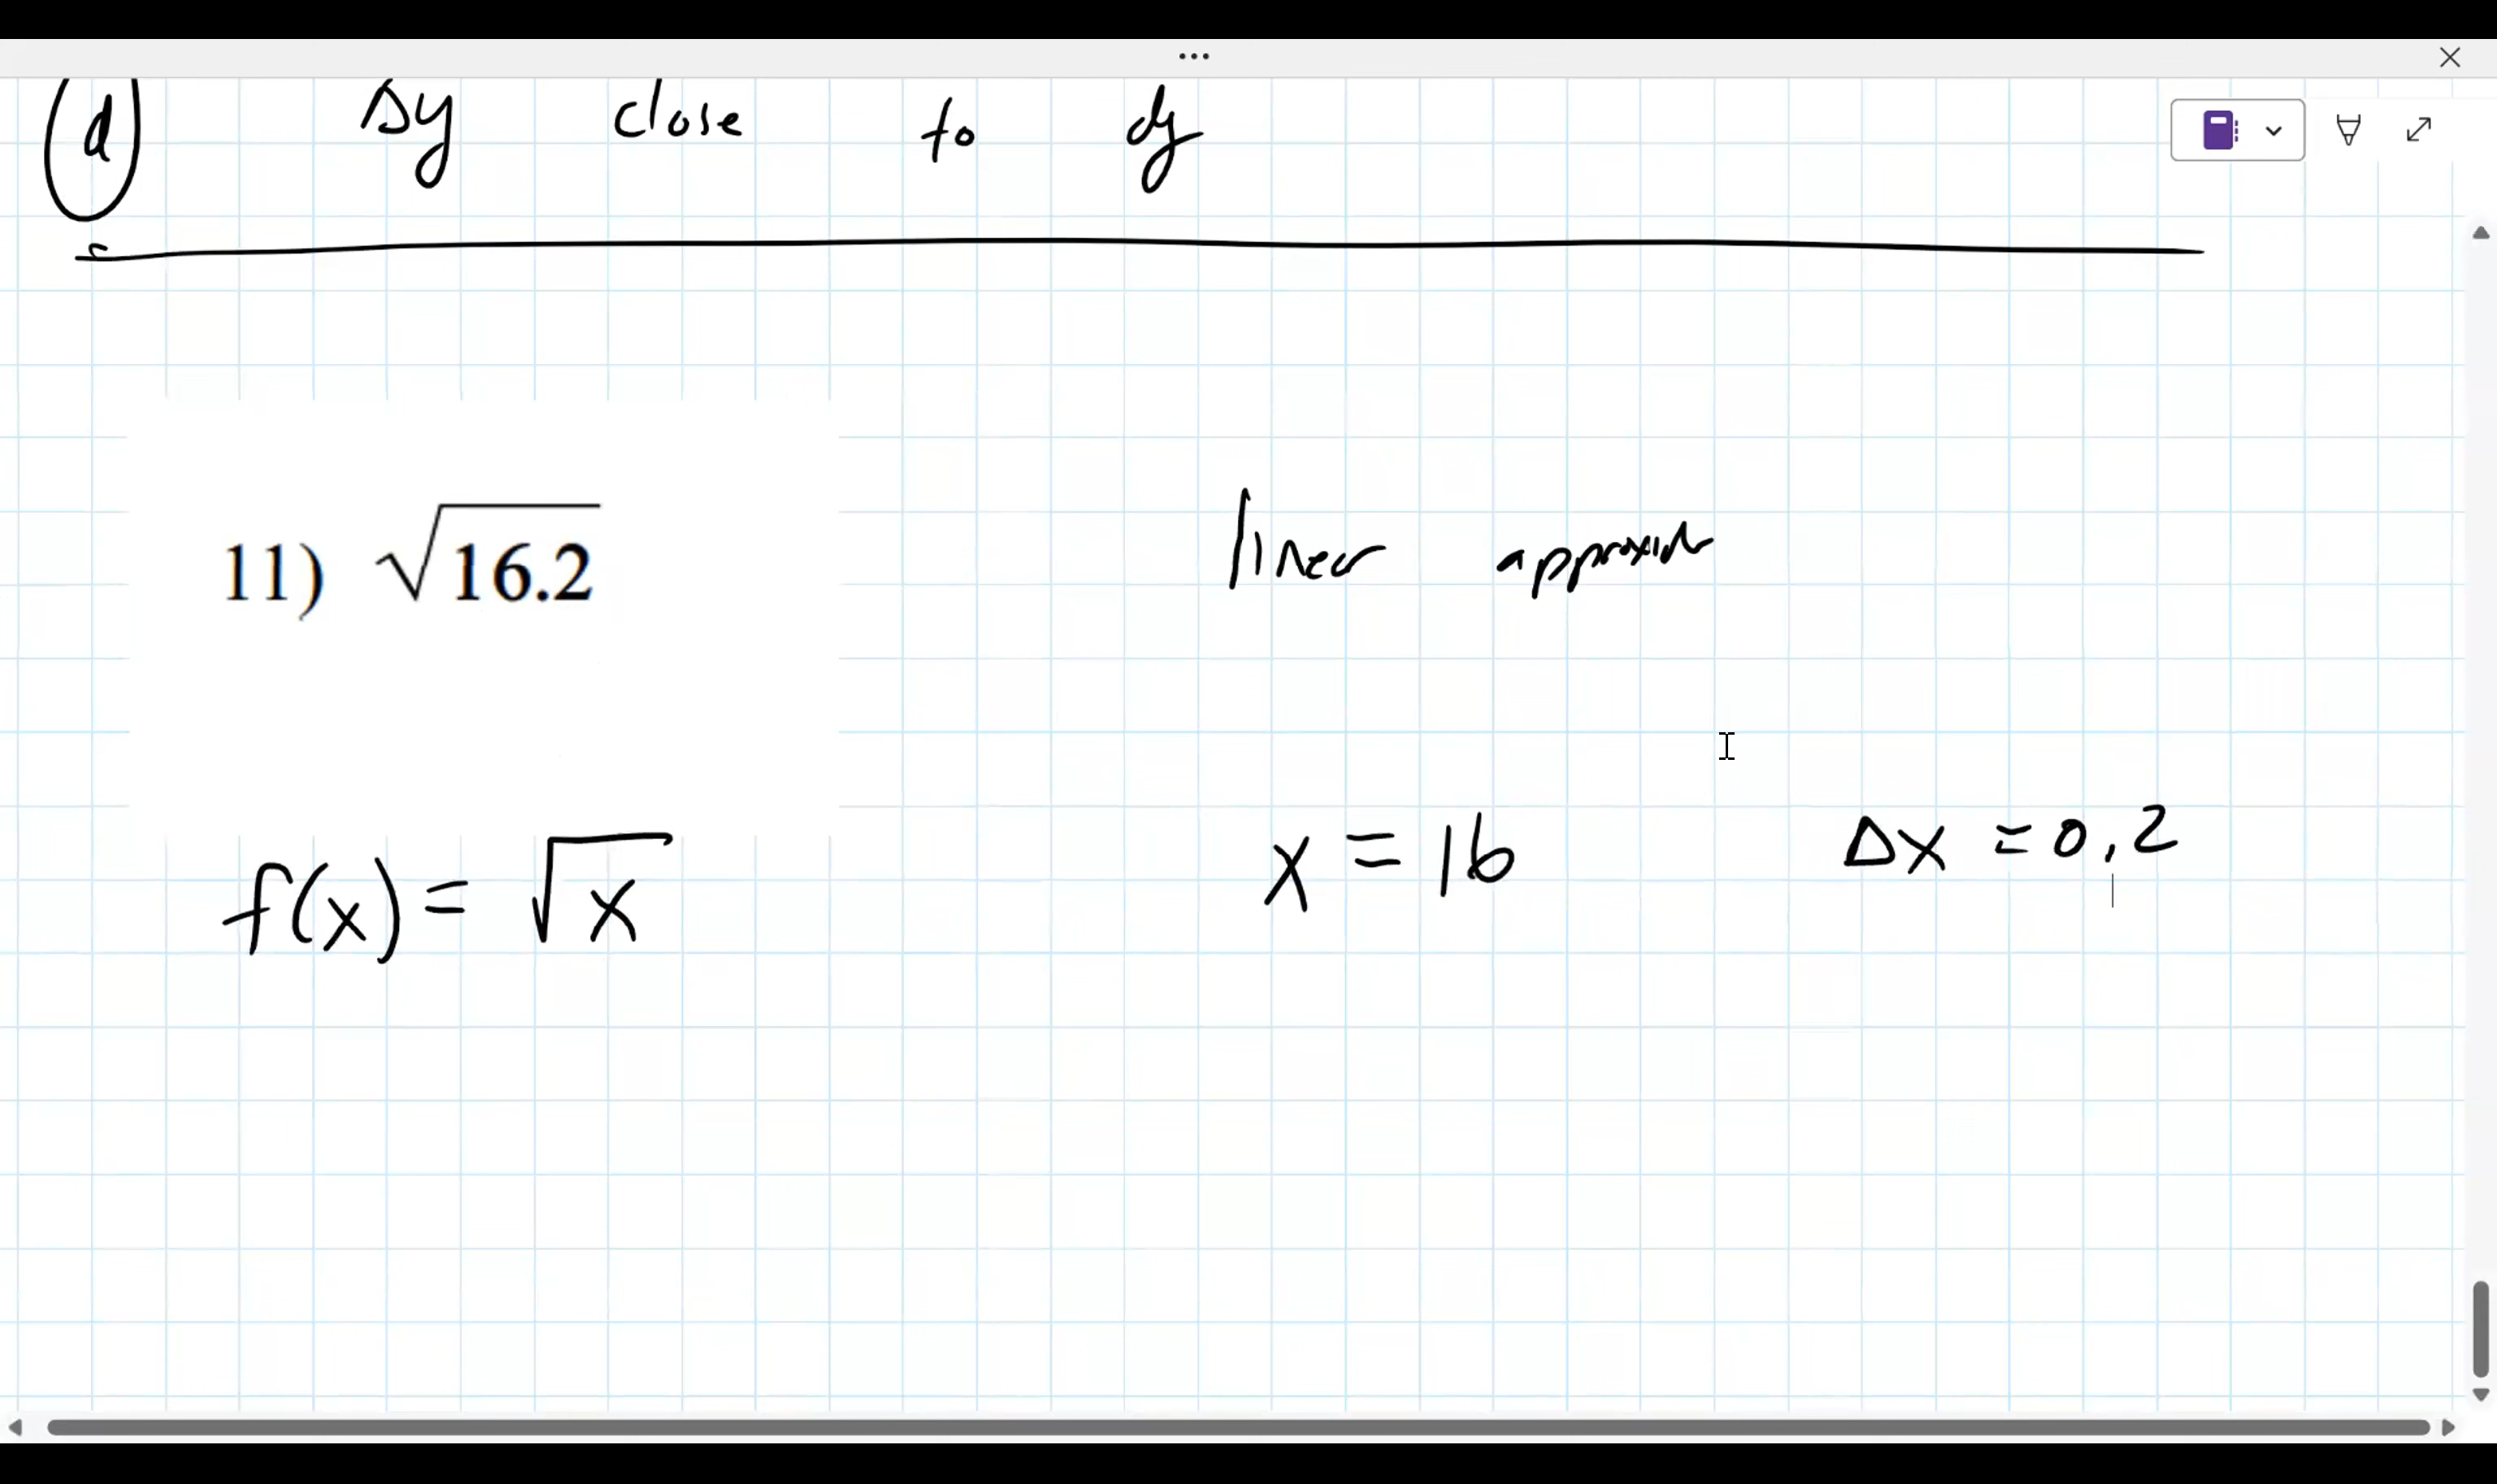 (d) Δy close to dy
11) √16.2
linear approxim
f(x) = √x x = 16 Δx = 0.2